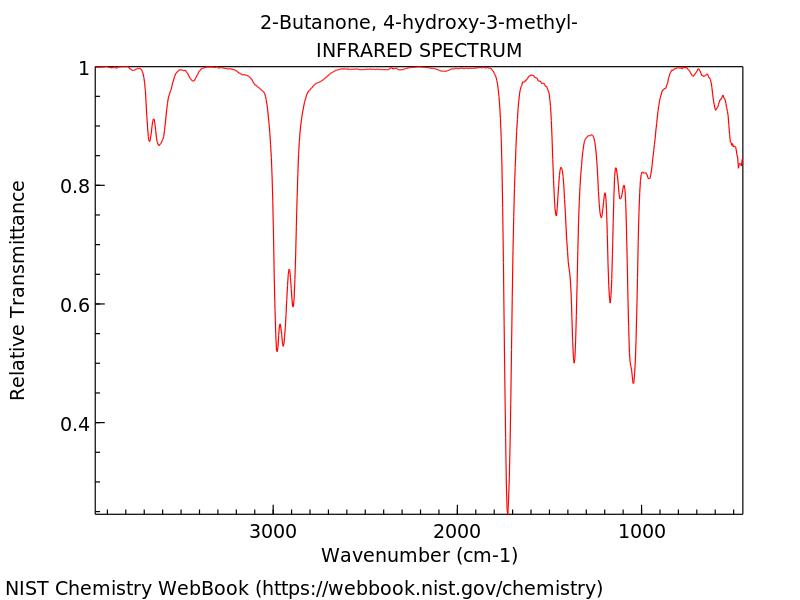 2-Butanone, 4-hydroxy-3-methyl-
INFRARED SPECTRUM
1
0.8
0.6
0.4
Relative Transmittance
3000 2000 1000
Wavenumber (cm-1)
NIST Chemistry WebBook (https://webbook.nist.gov/chemistry)